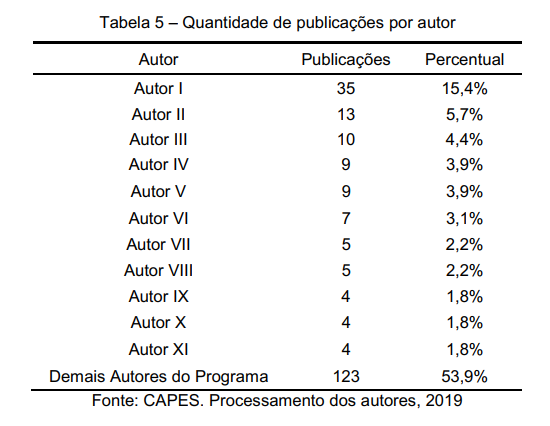 Tabela 5 – Quantidade de publicações por autor
Autor Publicações Percentual
Autor I 35 15,4%
Autor II 13 5,7%
Autor III 10 4,4%
Autor IV 9 3,9%
Autor V 9 3,9%
Autor VI 7 3,1%
Autor VII 5 2,2%
Autor VIII 5 2,2%
Autor IX 4 1,8%
Autor X 4 1,8%
Autor XI 4 1,8%
Demais Autores do Programa 123 53,9%
Fonte: CAPES. Processamento dos autores, 2019